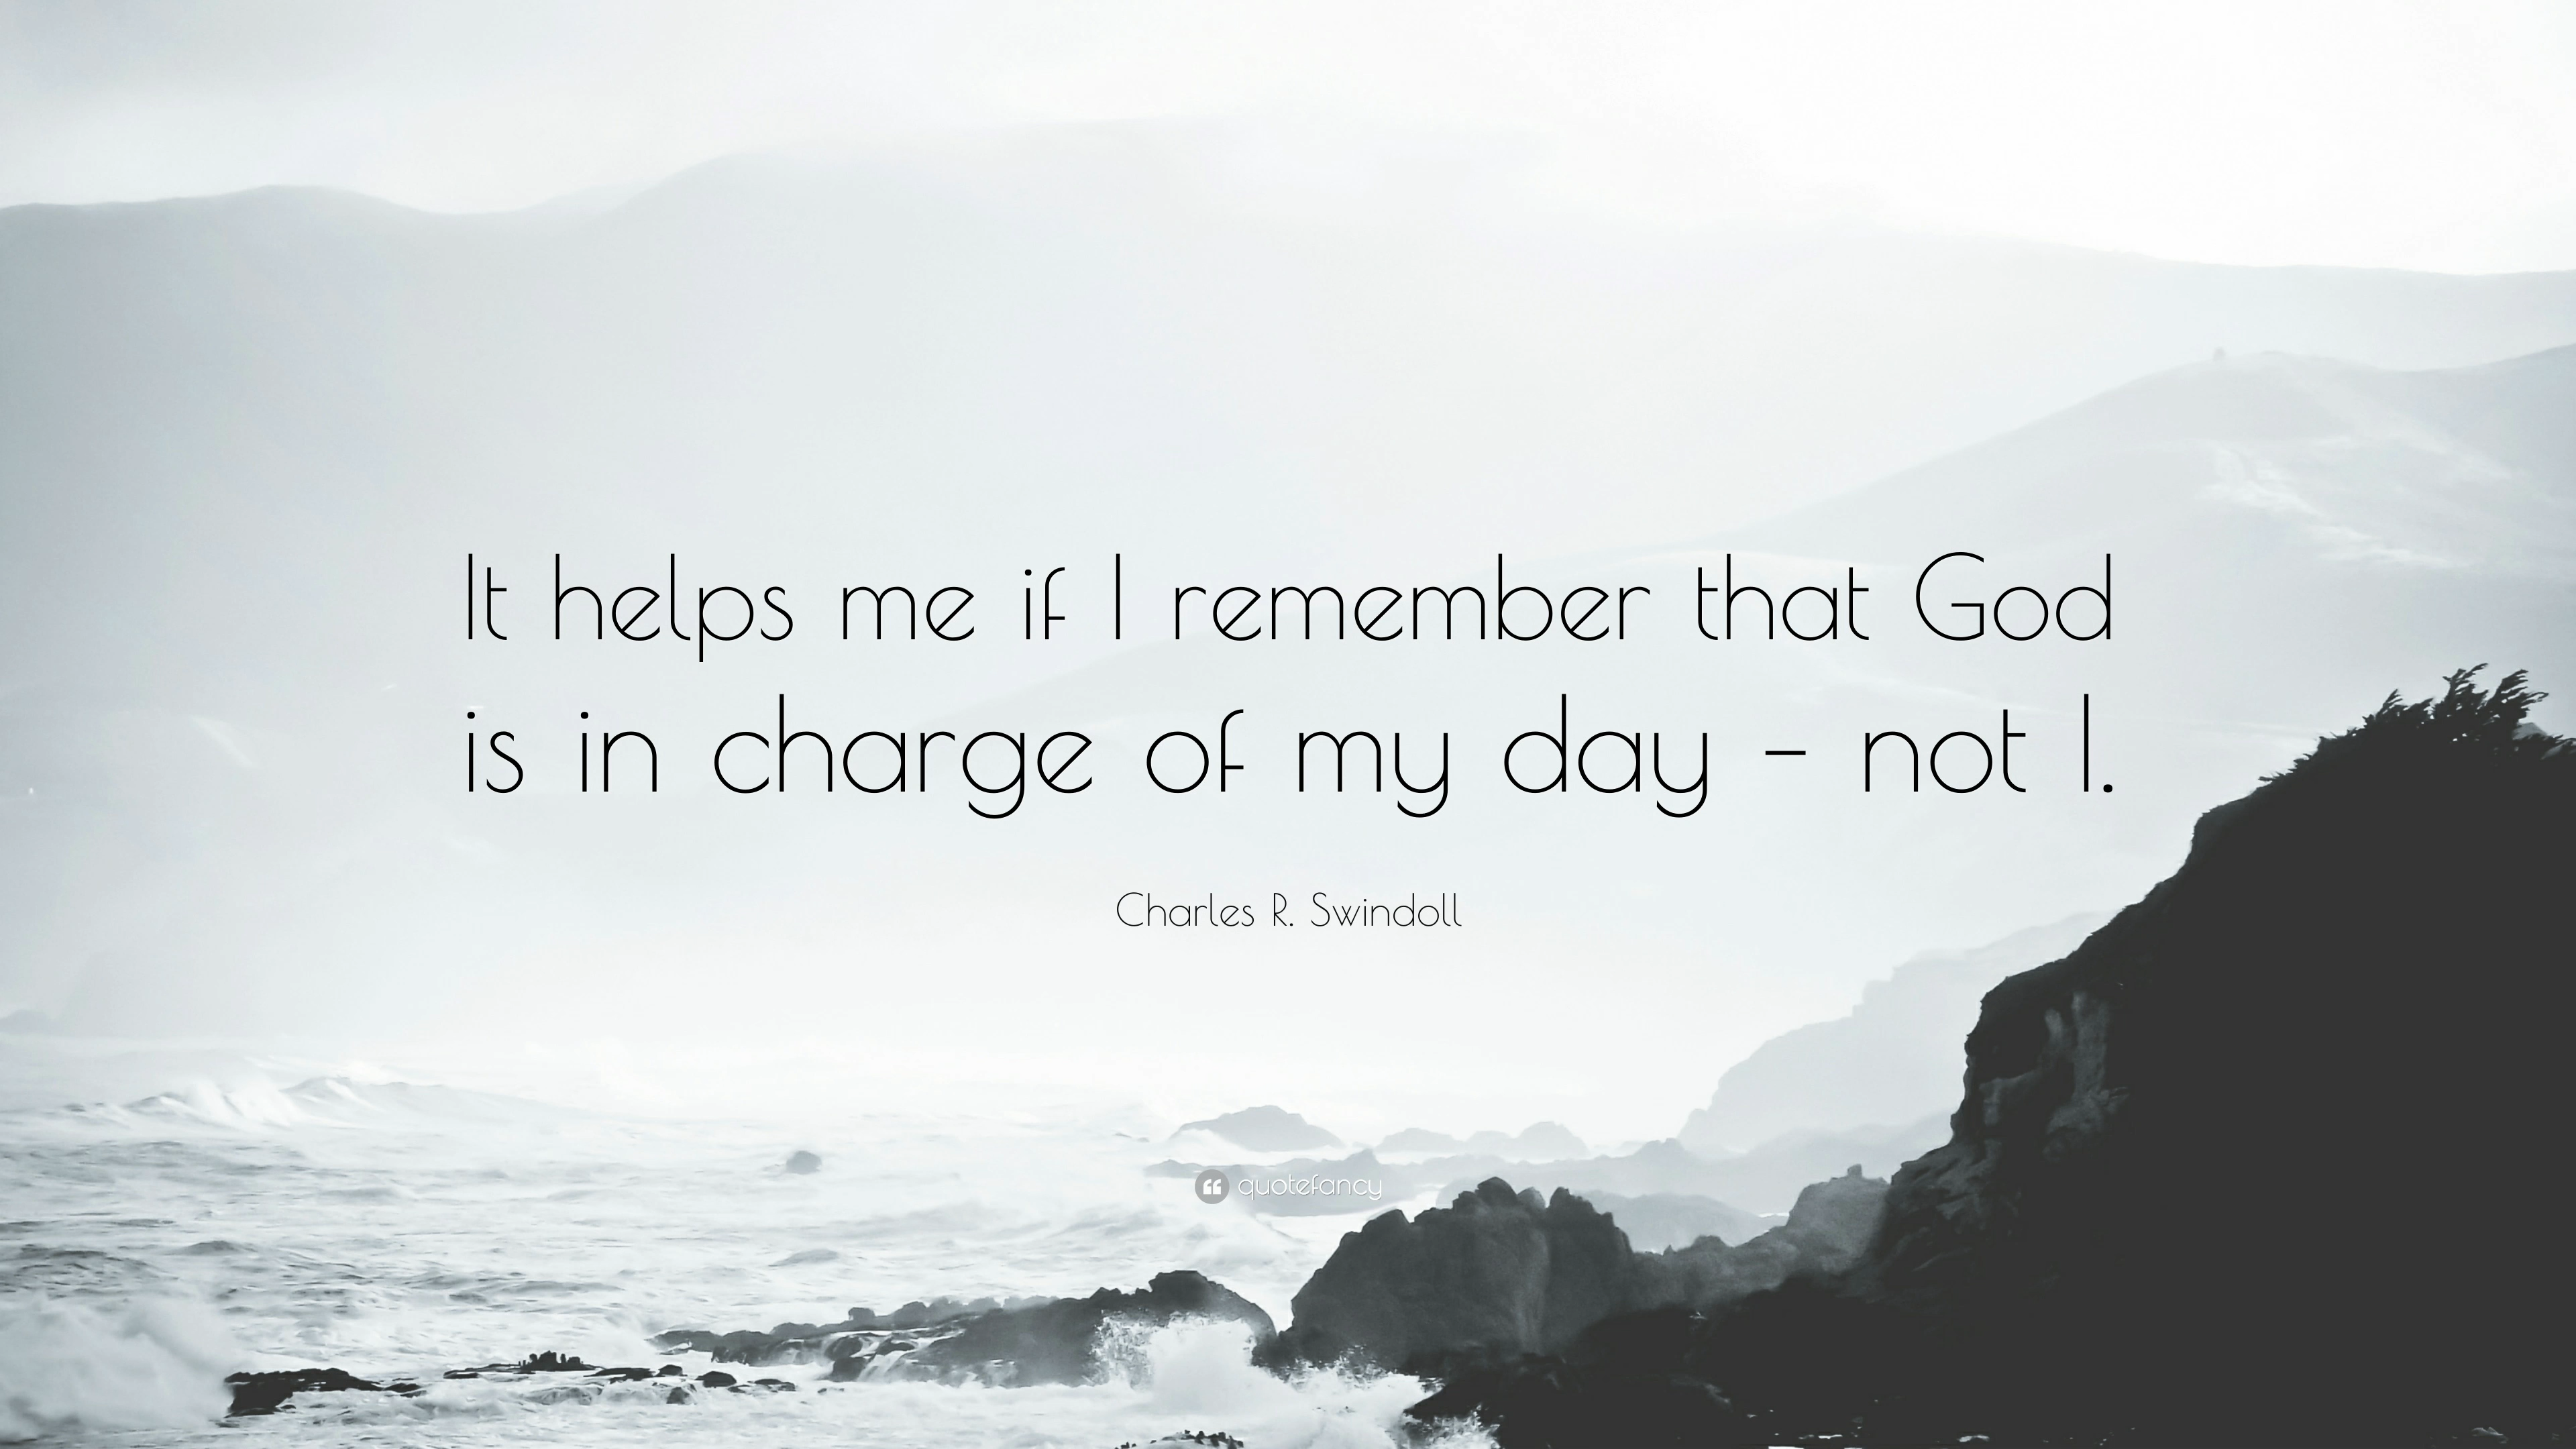 It helps me if I remember that God
is in charge of my day – not I.
Charles R. Swindoll
quotefancy